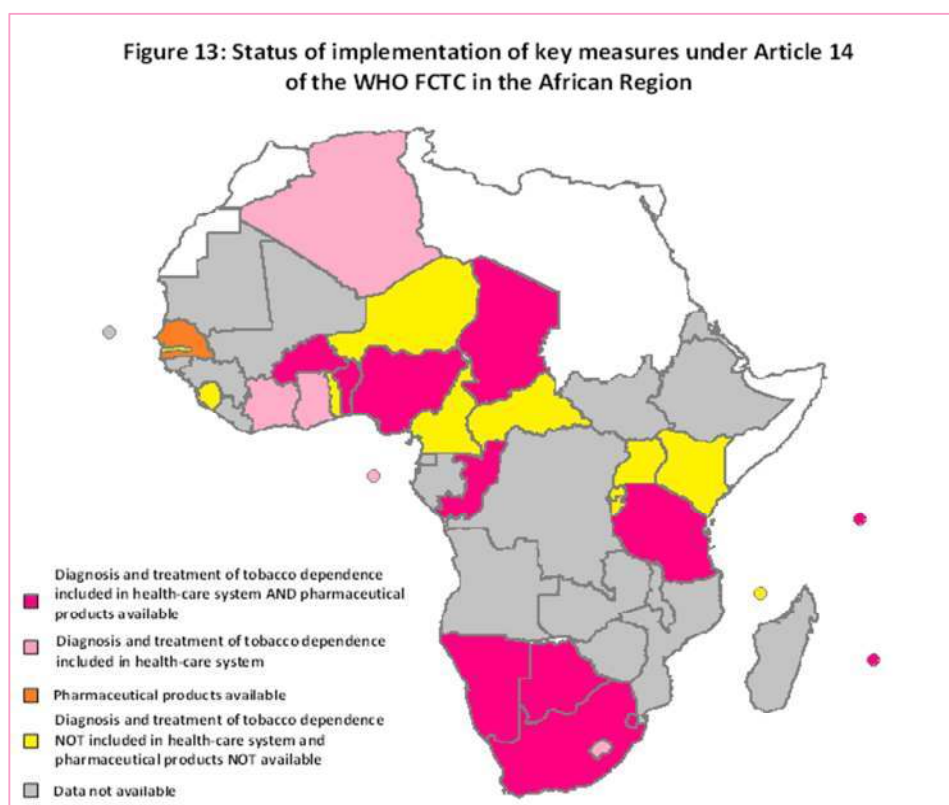 Figure 13: Status of implementation of key measures under Article 14
of the WHO FCTC in the African Region
Diagnosis and treatment of tobacco dependence
included in health-care system AND pharmaceutical
products available
Diagnosis and treatment of tobacco dependence
included in health-care system
Pharmaceutical products available
Diagnosis and treatment of tobacco dependence
NOT included in health-care system and
pharmaceutical products NOT available
Data not available